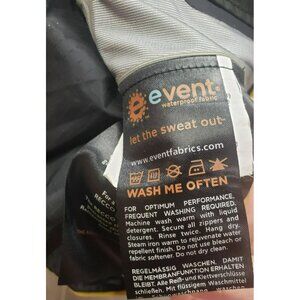 event
waterproof fabric
let the sweat out
www.eventfabrics.com
WASH ME OFTEN
FOR OPTIMUM PERFORMANCE,
FREQUENT WASHING REQUIRED.
Machine wash warm with liquid
detergent. Secure all zippers and
closures. Rinse twice. Hang dry.
Steam iron warm to rejuvenate water
repellent finish. Do not use bleach or
fabric softener. Do not dry clean.
REGELMÄSSIG WASCHEN, DAMIT
DIE MEMBRANFUNKTION ERHALTEN
BLEIBT. Alle Reiß- und Klettverschlüsse
schließen. Mit flüssigem Waschmittel